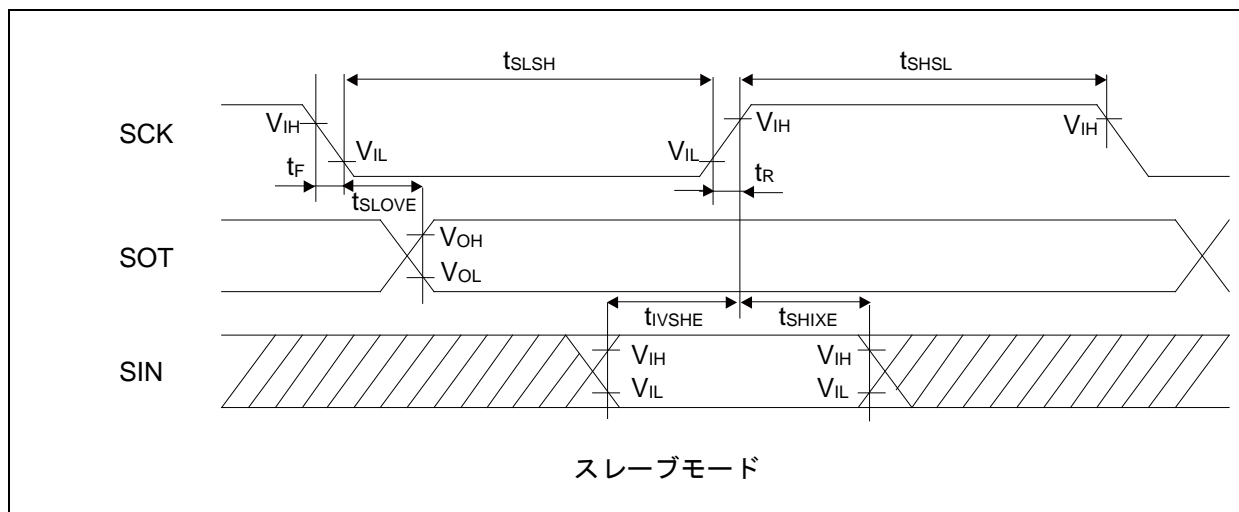 tSLSH
tSHSL
SCK
VIH
VIL
VIL
VIH
VIH
tF
tR
tSLOVE
SOT
VOH
VOL
tIVSHE
tSHIXE
SIN
VIH
VIL
VIH
VIL
スレーブモード